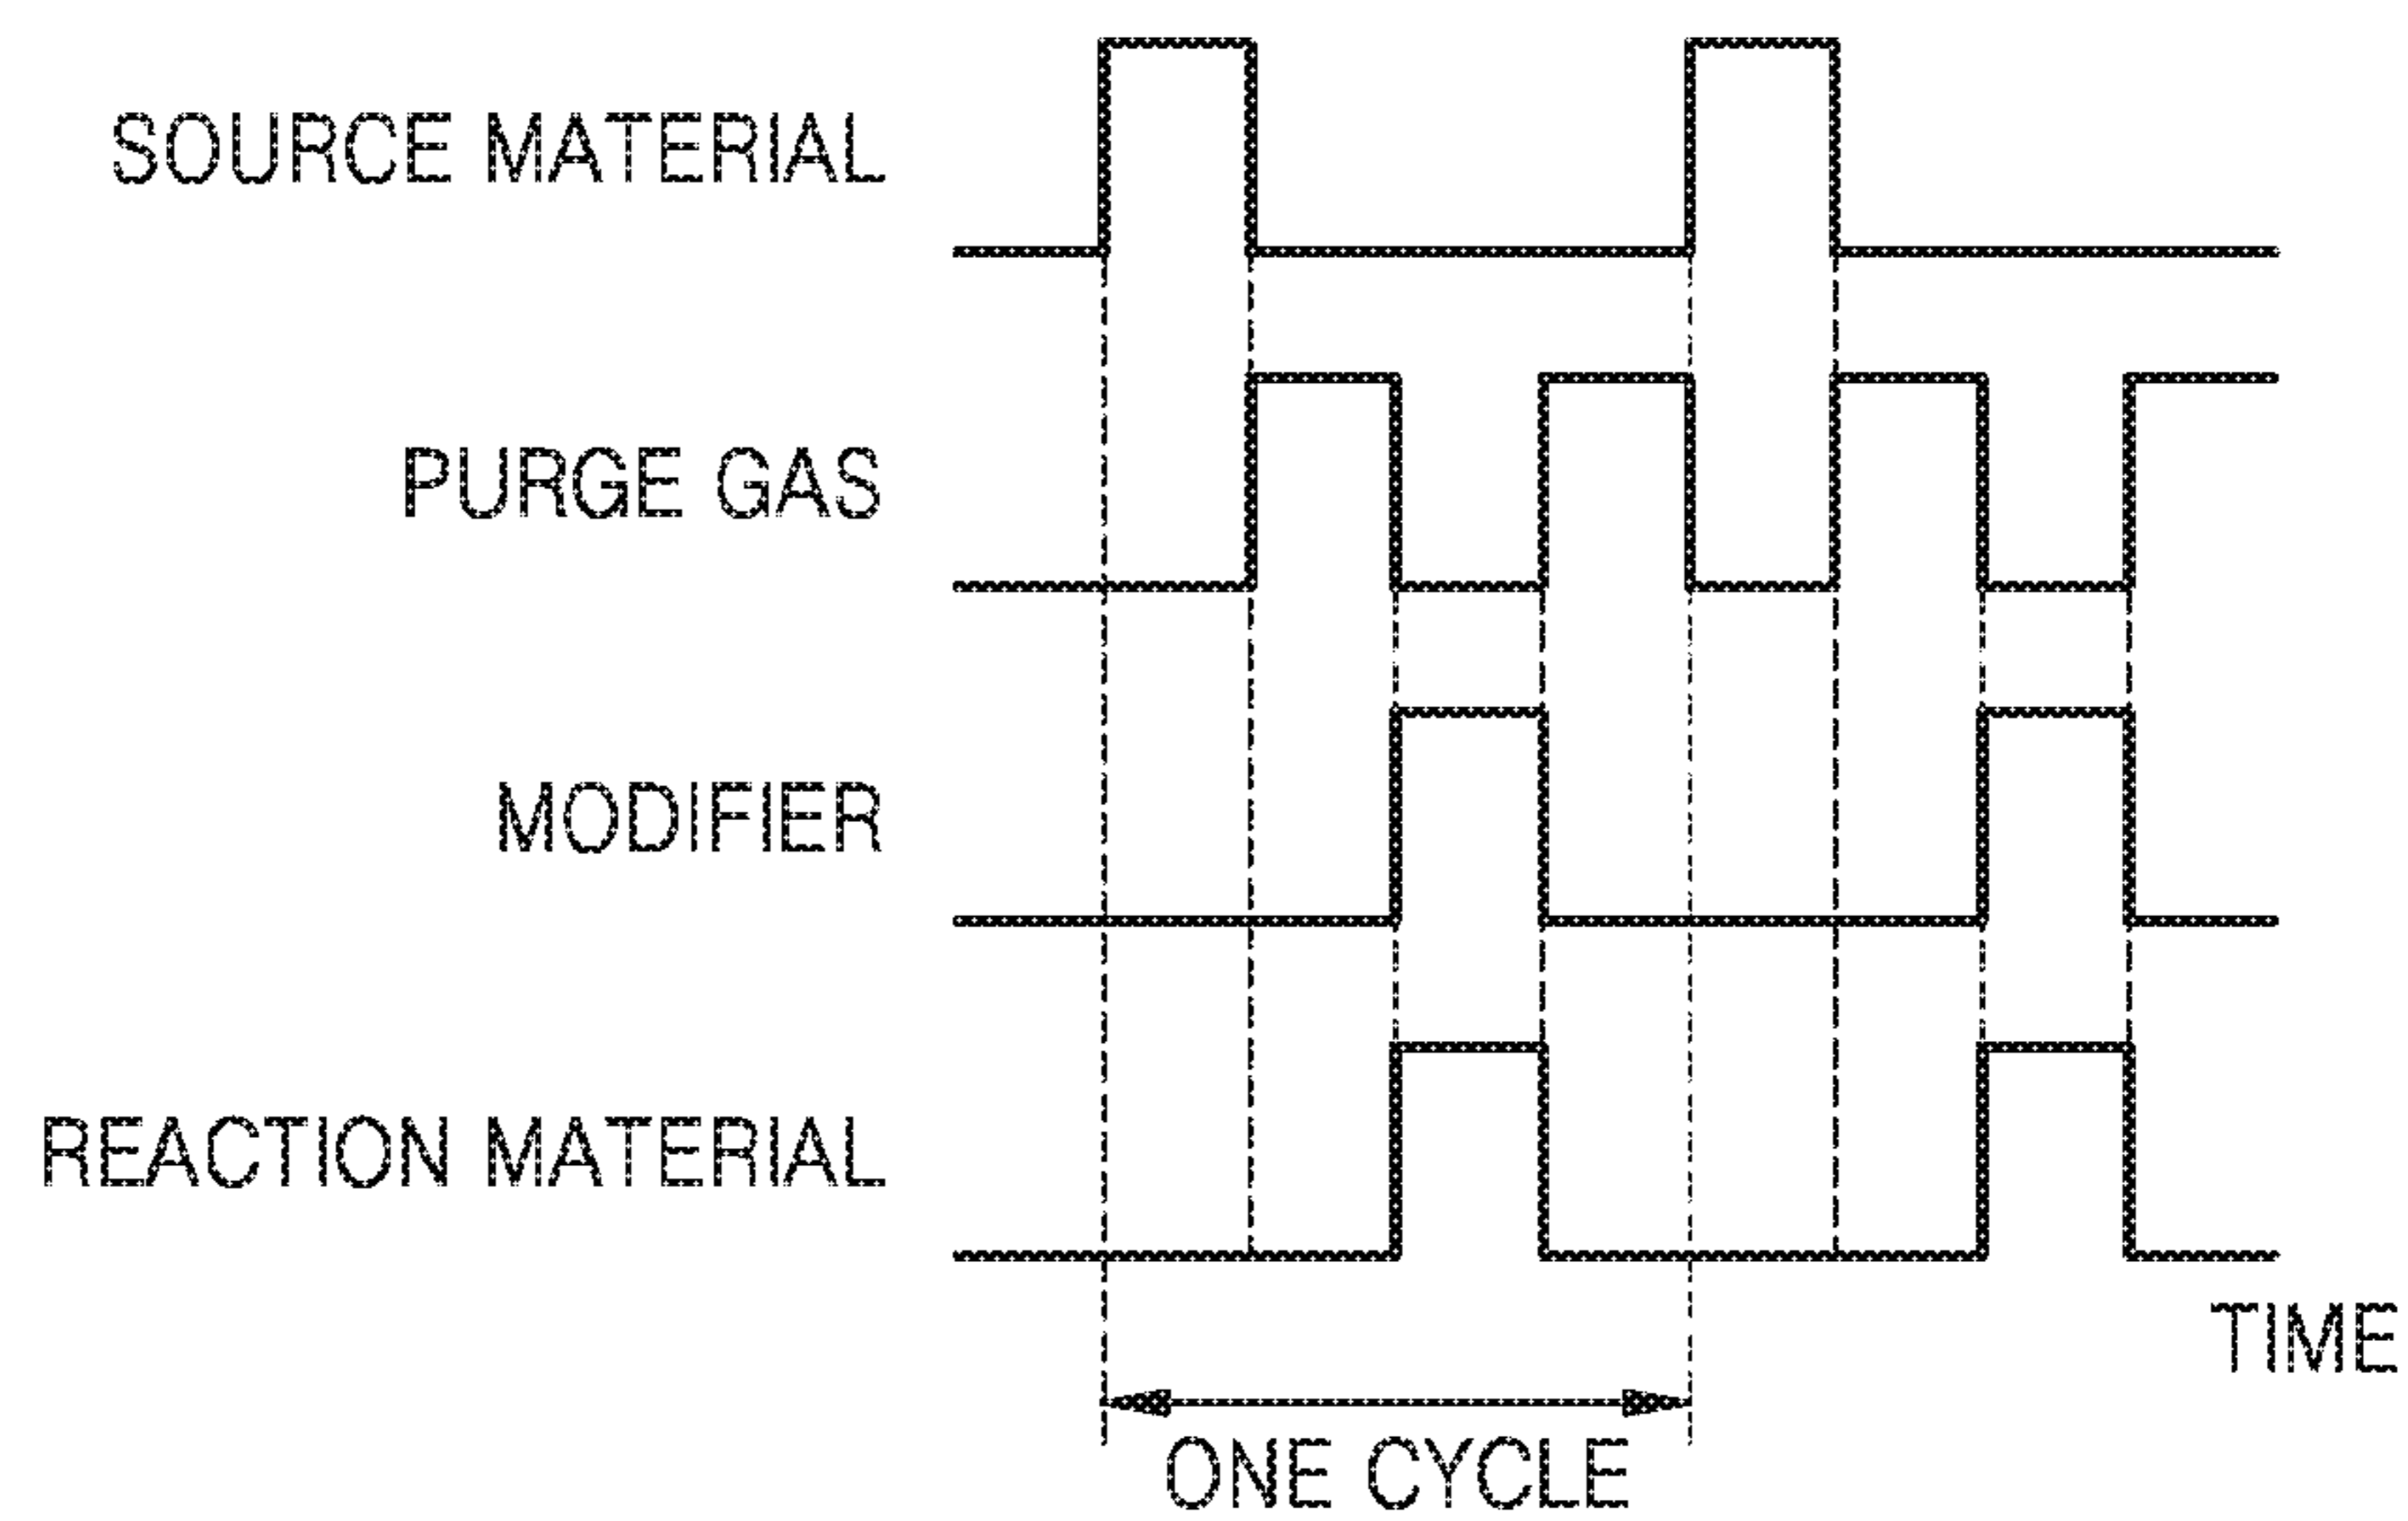 SOURCE MATERIAL
PURGE GAS
MODIFIER
REACTION MATERIAL
TIME
ONE CYCLE